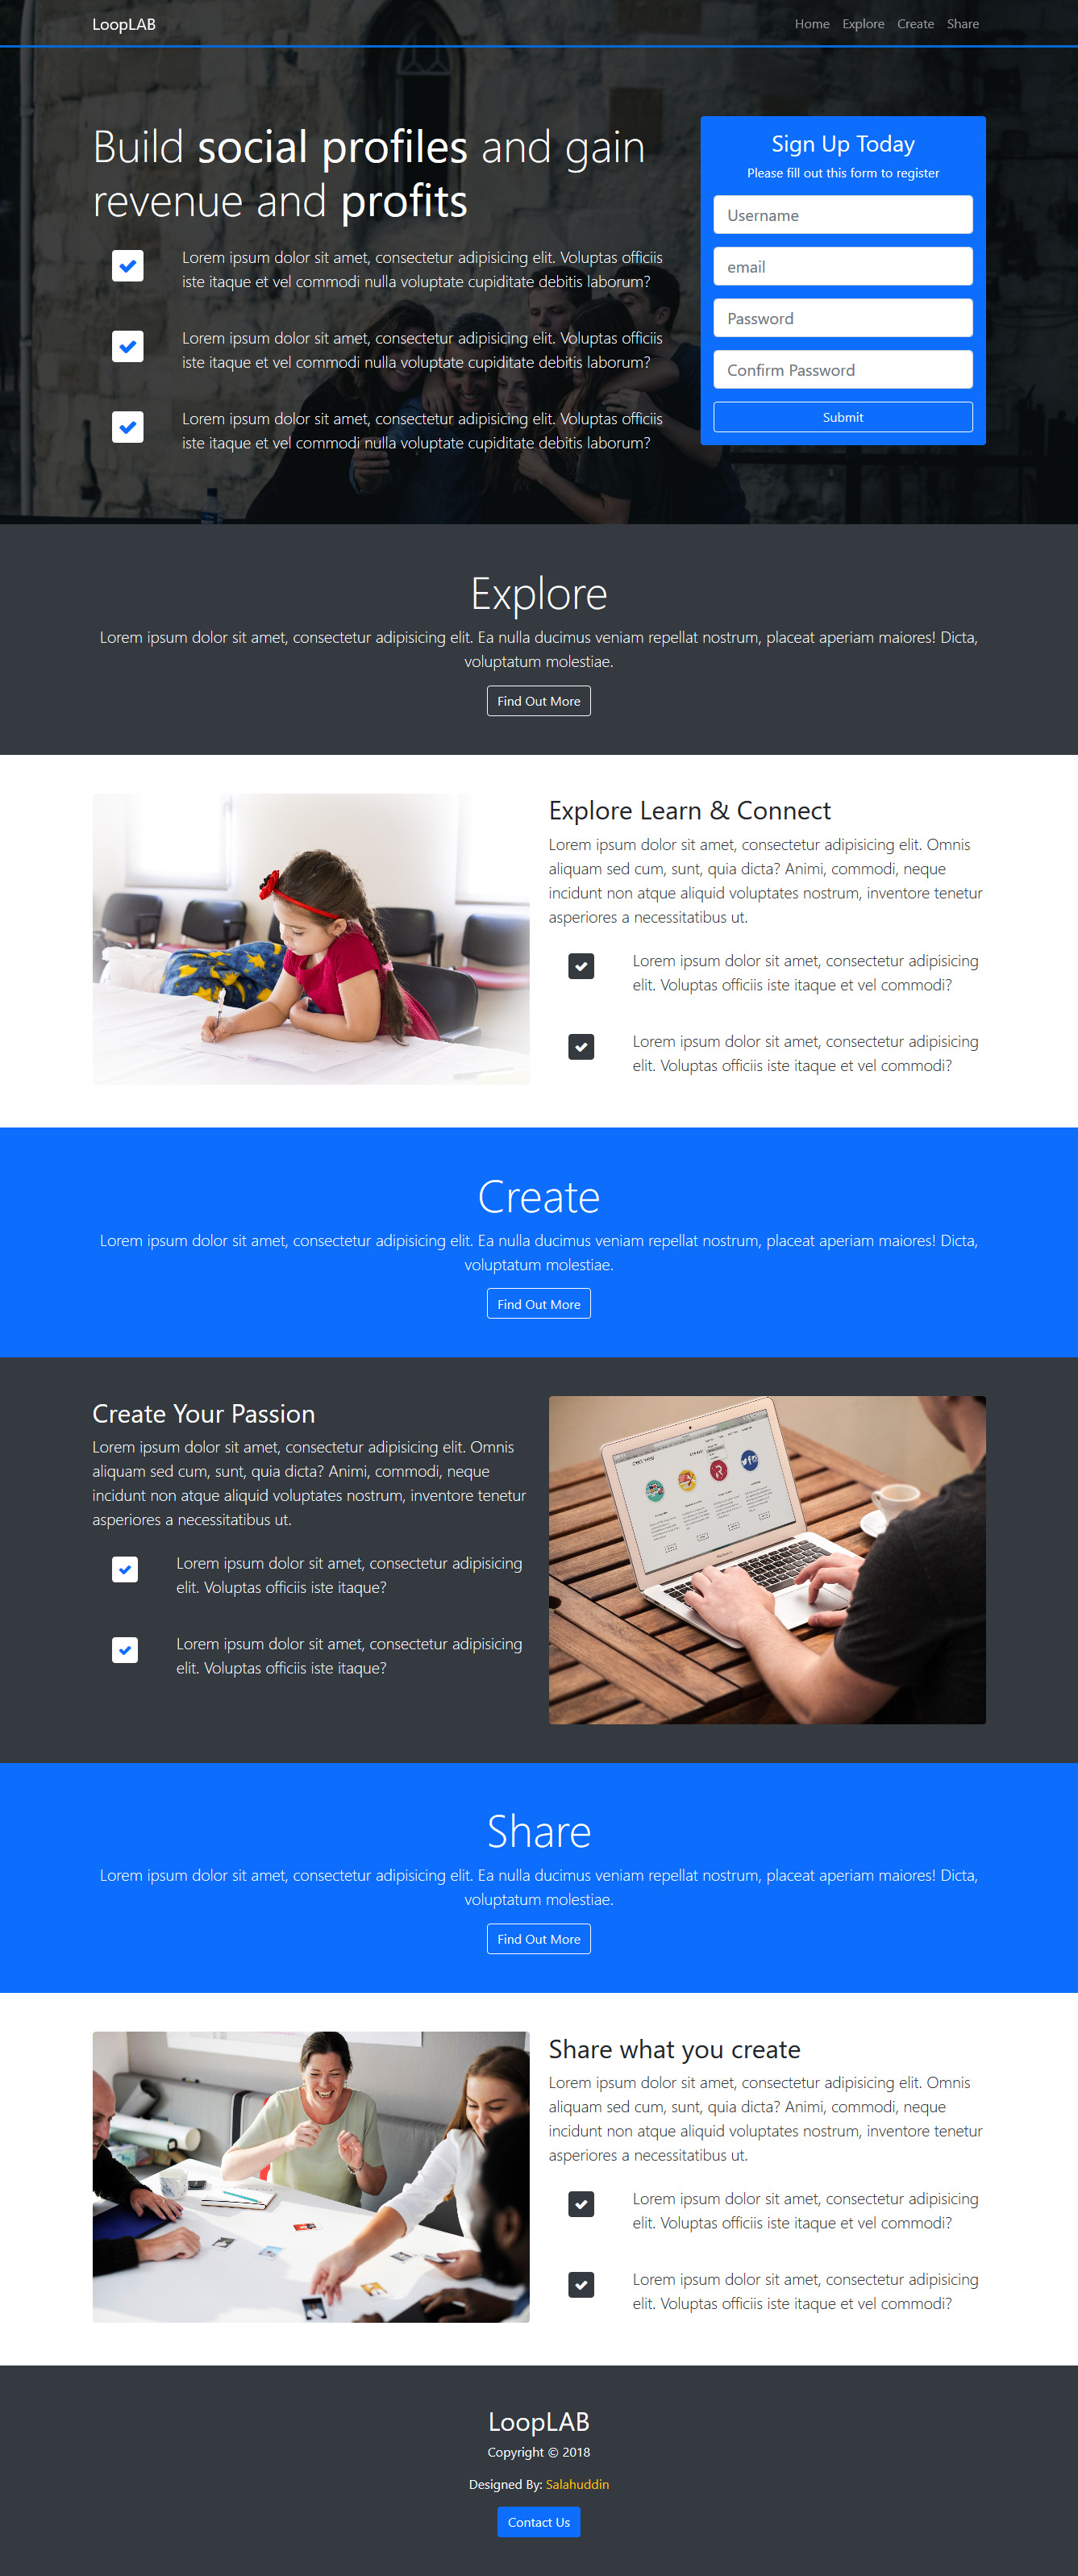 LoopLAB
Home Explore Create Share
Build social profiles and gain
revenue and profits
Lorem ipsum dolor sit amet, consectetur adipisicing elit. Voluptas officiis
iste itaque et vel commodi nulla voluptate cupiditate debitis laborum?
Lorem ipsum dolor sit amet, consectetur adipisicing elit. Voluptas officiis
iste itaque et vel commodi nulla voluptate cupiditate debitis laborum?
Lorem ipsum dolor sit amet, consectetur adipisicing elit. Voluptas officiis
iste itaque et vel commodi nulla voluptate cupiditate debitis laborum?
Sign Up Today
Please fill out this form to register
Username
email
Password
Confirm Password
Submit
Explore
Lorem ipsum dolor sit amet, consectetur adipisicing elit. Ea nulla ducimus veniam repellat nostrum, placeat aperiam maiores! Dicta,
voluptatum molestiae.
Find Out More
Explore Learn & Connect
Lorem ipsum dolor sit amet, consectetur adipisicing elit. Omnis
aliquam sed cum, sunt, quia dicta? Animi, commodi, neque
incidunt non atque aliquid voluptates nostrum, inventore tenetur
asperiores a necessitatibus ut.
Lorem ipsum dolor sit amet, consectetur adipisicing
elit. Voluptas officiis iste itaque et vel commodi?
Lorem ipsum dolor sit amet, consectetur adipisicing
elit. Voluptas officiis iste itaque et vel commodi?
Create
Lorem ipsum dolor sit amet, consectetur adipisicing elit. Ea nulla ducimus veniam repellat nostrum, placeat aperiam maiores! Dicta,
voluptatum molestiae.
Find Out More
Create Your Passion
Lorem ipsum dolor sit amet, consectetur adipisicing elit. Omnis
aliquam sed cum, sunt, quia dicta? Animi, commodi, neque
incidunt non atque aliquid voluptates nostrum, inventore tenetur
asperiores a necessitatibus ut.
Lorem ipsum dolor sit amet, consectetur adipisicing
elit. Voluptas officiis iste itaque?
Lorem ipsum dolor sit amet, consectetur adipisicing
elit. Voluptas officiis iste itaque?
Share
Lorem ipsum dolor sit amet, consectetur adipisicing elit. Ea nulla ducimus veniam repellat nostrum, placeat aperiam maiores! Dicta,
voluptatum molestiae.
Find Out More
Share what you create
Lorem ipsum dolor sit amet, consectetur adipisicing elit. Omnis
aliquam sed cum, sunt, quia dicta? Animi, commodi, neque
incidunt non atque aliquid voluptates nostrum, inventore tenetur
asperiores a necessitatibus ut.
Lorem ipsum dolor sit amet, consectetur adipisicing
elit. Voluptas officiis iste itaque et vel commodi?
Lorem ipsum dolor sit amet, consectetur adipisicing
elit. Voluptas officiis iste itaque et vel commodi?
LoopLAB
Copyright © 2018
Designed By: Salahuddin
Contact Us